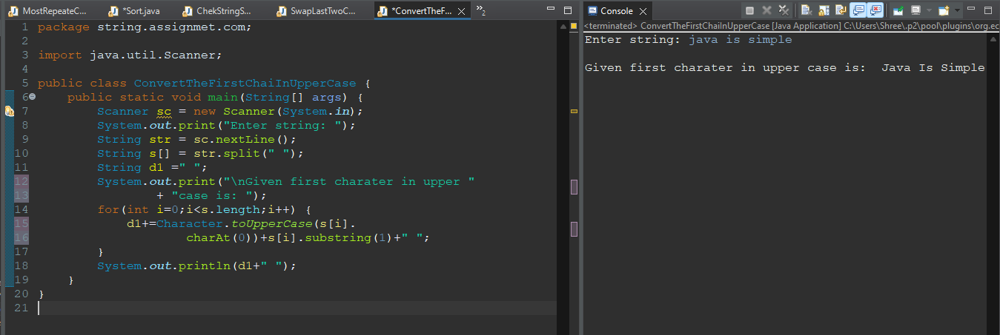 MostRepeateC...
*Sort.java
ChekStringS...
SwapLastTwoC...
*ConvertTheF...
»2
1 package string.assignmet.com;
2
3 import java.util.Scanner;
4
5 public class ConvertTheFirstChaiInUpperCase {
6 public static void main(String[] args) {
7 Scanner sc = new Scanner(System.in);
8 System.out.print("Enter string: ");
9 String str = sc.nextLine();
10 String s[] = str.split(" ");
11 String d1 =" ";
12 System.out.print("\nGiven first charater in upper "
13 + "case is: ");
14 for(int i=0;i<s.length;i++) {
15 d1+=Character.toUpperCase(s[i].
16 charAt(0))+s[i].substring(1)+" ";
17 }
18 System.out.println(d1+" ");
19 }
20 }
21
Console
<terminated> ConvertTheFirstChaiInUpperCase [Java Application] C:\Users\Shree\.p2\pool\plugins\org.ec
Enter string: java is simple
Given first charater in upper case is:  Java Is Simple